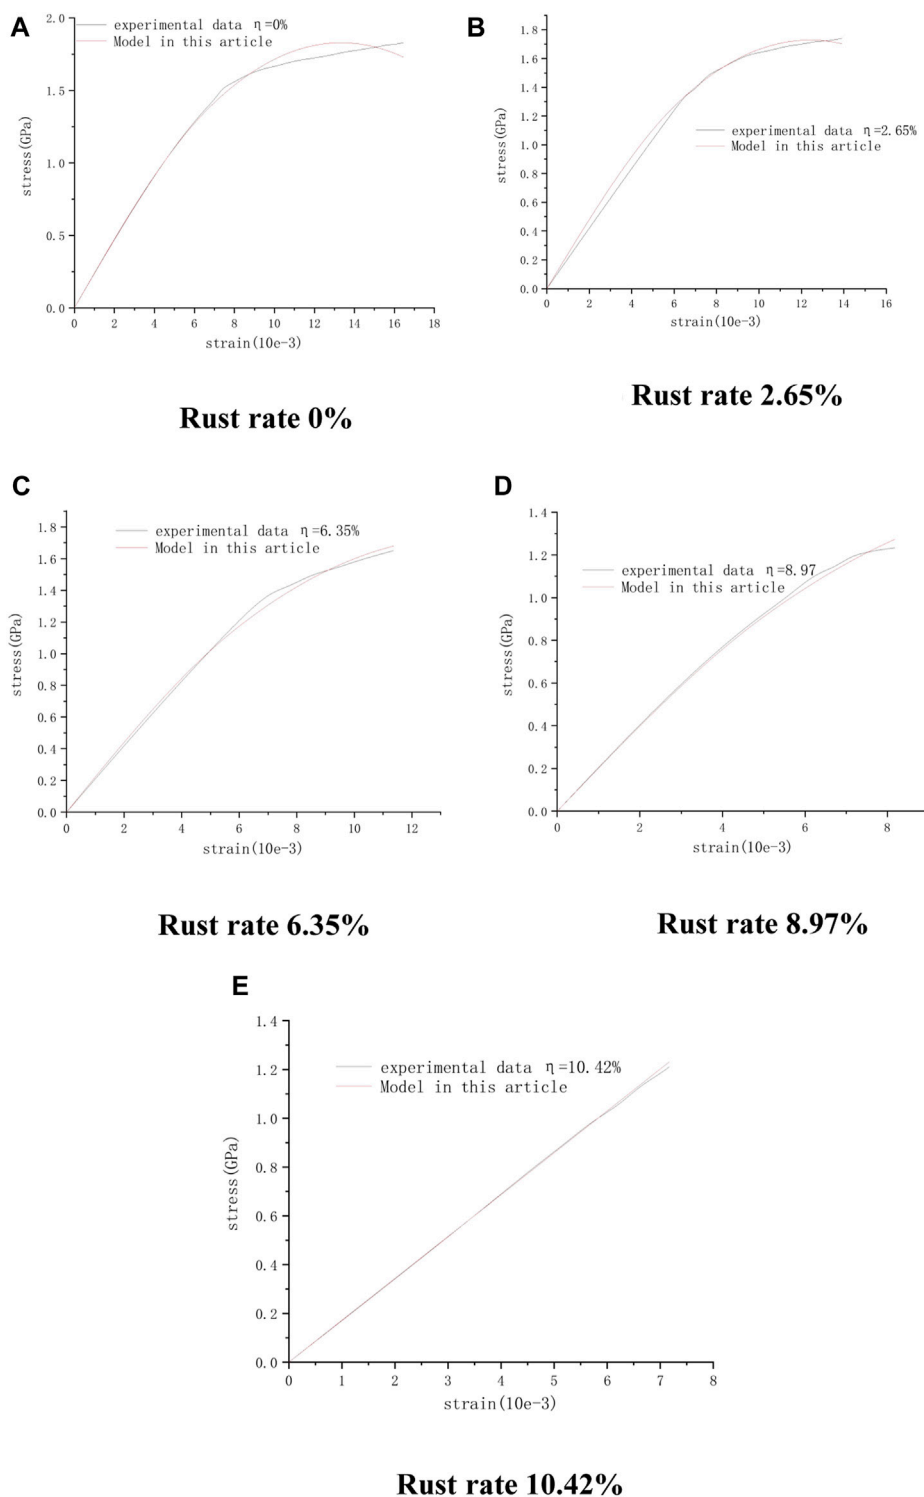 A
experimental data η=0%
Model in this article
2.0
1.5
1.0
0.5
0.0
stress(GPa)
0 2 4 6 8 10 12 14 16 18
strain(10e-3)
Rust rate 0%
B
1.8
1.6
1.4
1.2
1.0
0.8
0.6
0.4
0.2
0.0
stress(GPa)
experimental data η=2.65%
Model in this article
0 2 4 6 8 10 12 14 16
strain(10e-3)
Rust rate 2.65%
C
experimental data η=6.35%
Model in this article
1.8
1.6
1.4
1.2
1.0
0.8
0.6
0.4
0.2
0.0
stress(GPa)
0 2 4 6 8 10 12
strain(10e-3)
Rust rate 6.35%
D
1.4
1.2
1.0
0.8
0.6
0.4
0.2
0.0
stress(GPa)
experimental data η=8.97
Model in this article
0 2 4 6 8
strain(10e-3)
Rust rate 8.97%
E
1.4
1.2
1.0
0.8
0.6
0.4
0.2
0.0
stress(GPa)
experimental data η=10.42%
Model in this article
0 1 2 3 4 5 6 7 8
strain(10e-3)
Rust rate 10.42%